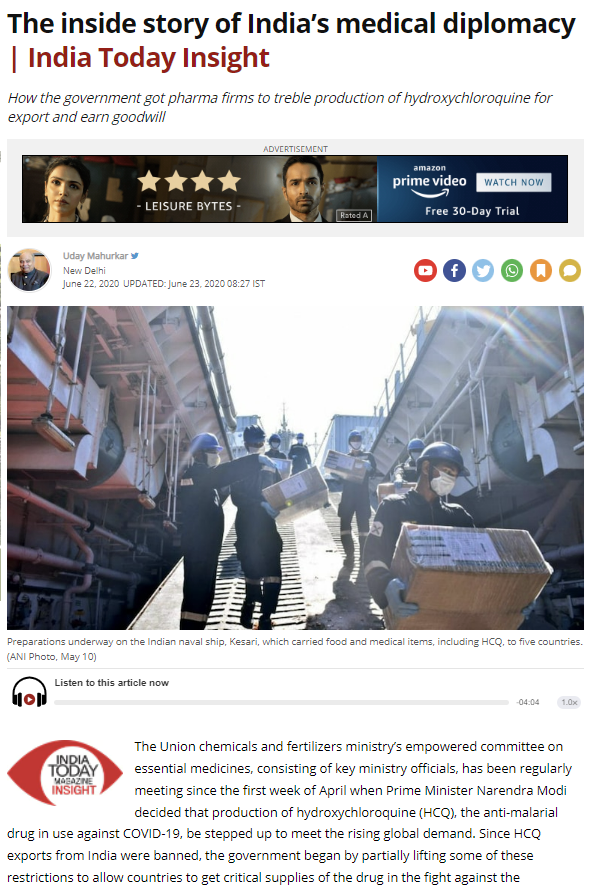 The inside story of India's medical diplomacy
| India Today Insight
How the government got pharma firms to treble production of hydroxychloroquine for
export and earn goodwill
ADVERTISEMENT
- LEISURE BYTES -
Rated A
amazon
prime video
WATCH NOW
Free 30-Day Trial
Uday Mahurkar
New Delhi
June 22, 2020 UPDATED: June 23, 2020 08:27 IST
Preparations underway on the Indian naval ship, Kesari, which carried food and medical items, including HCQ, to five countries.
(ANI Photo, May 10)
Listen to this article now
-04:04
1.0x
INDIA
TODAY
MAGAZINE
INSIGHT
The Union chemicals and fertilizers ministry's empowered committee on
essential medicines, consisting of key ministry officials, has been regularly
meeting since the first week of April when Prime Minister Narendra Modi
decided that production of hydroxychloroquine (HCQ), the anti-malarial
drug in use against COVID-19, be stepped up to meet the rising global demand. Since HCQ
exports from India were banned, the government began by partially lifting some of these
restrictions to allow countries to get critical supplies of the drug in the fight against the